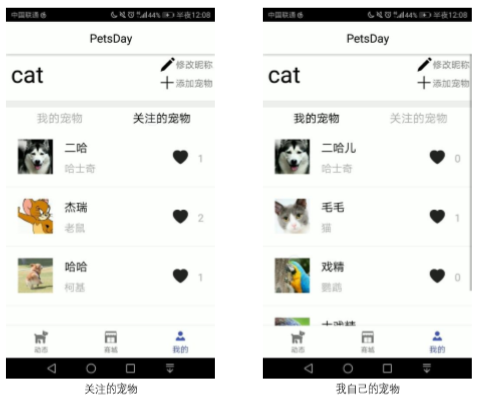 中国联通 44% 半夜12:08
PetsDay
cat
修改昵称
添加宠物
我的宠物 关注的宠物
二哈
哈士奇
1
杰瑞
老鼠
2
哈哈
柯基
1
动态 商城 我的
关注的宠物
中国联通 44% 半夜12:08
PetsDay
cat
修改昵称
添加宠物
我的宠物 关注的宠物
二哈儿
哈士奇
0
毛毛
猫
1
戏精
鹦鹉
0
大戏精
动态 商城 我的
我自己的宠物